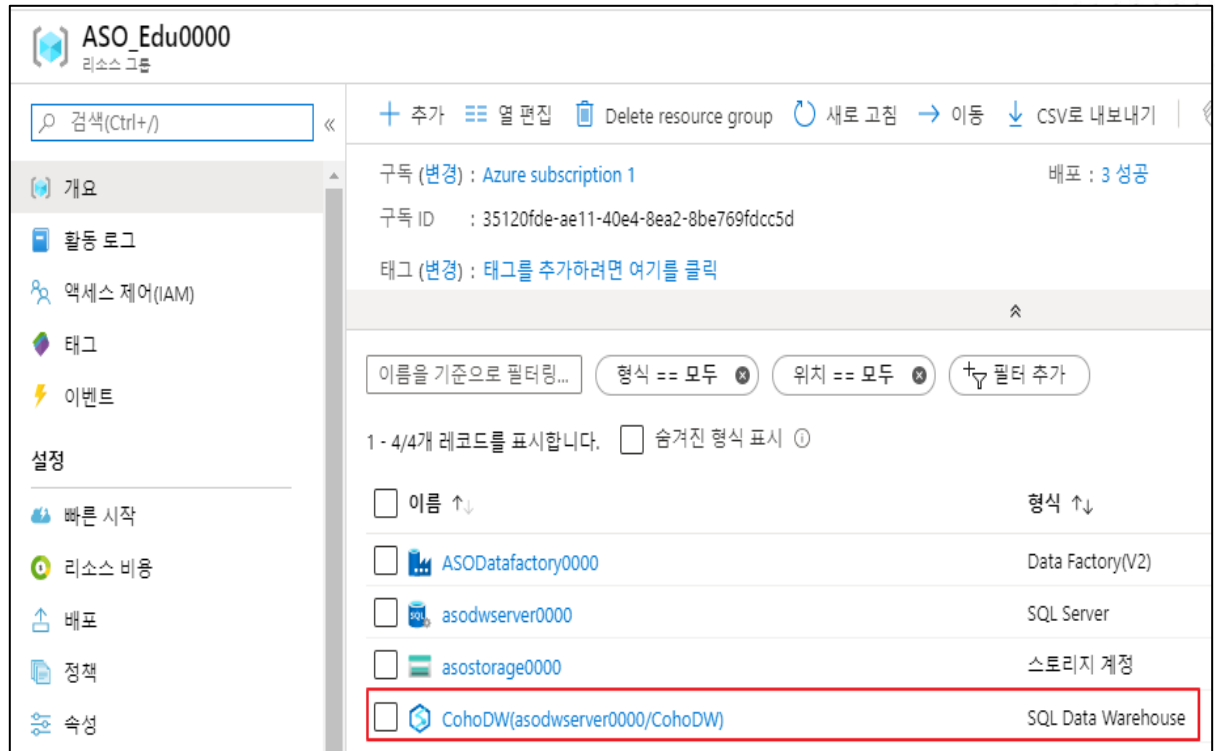 ASO_Edu0000
리소스 그룹
검색(Ctrl+/)
«
추가 열 편집 Delete resource group 새로 고침 이동 CSV로 내보내기
개요
활동 로그
액세스 제어(IAM)
태그
이벤트
설정
빠른 시작
리소스 비용
배포
정책
속성
구독 (변경) : Azure subscription 1 배포 : 3 성공
구독 ID : 35120fde-ae11-40e4-8ea2-8be769fdcc5d
태그 (변경) : 태그를 추가하려면 여기를 클릭
이름을 기준으로 필터링... 형식 == 모두 위치 == 모두 필터 추가
1 - 4/4개 레코드를 표시합니다. 숨겨진 형식 표시
이름 ↑↓ 형식 ↑↓
ASODatafactory0000 Data Factory(V2)
asodwserver0000 SQL Server
asostorage0000 스토리지 계정
CohoDW(asodwserver0000/CohoDW) SQL Data Warehouse